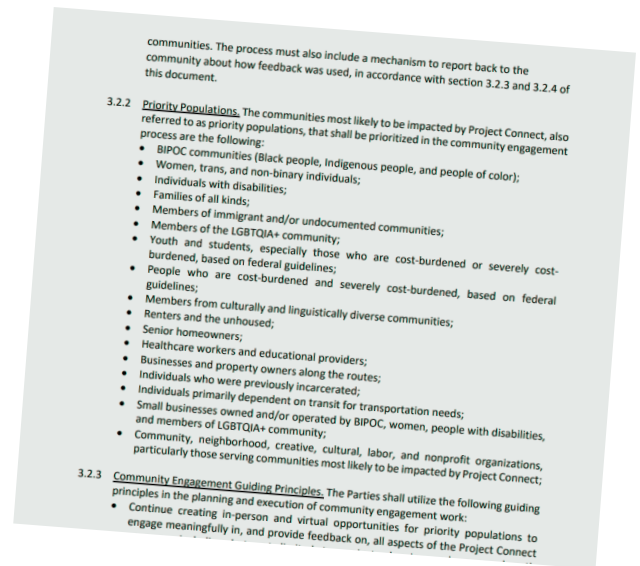 communities. The process must also include a mechanism to report back to the
community about how feedback was used, in accordance with section 3.2.3 and 3.2.4 of
this document.
3.2.2 Priority Populations. The communities most likely to be impacted by Project Connect, also
referred to as priority populations, that shall be prioritized in the community engagement
process are the following:
• BIPOC communities (Black people, Indigenous people, and people of color);
• Women, trans, and non-binary individuals;
• Individuals with disabilities;
• Families of all kinds;
• Members of immigrant and/or undocumented communities;
• Members of the LGBTQIA+ community;
• Youth and students, especially those who are cost-burdened or severely cost-
burdened, based on federal guidelines;
• People who are cost-burdened and severely cost-burdened, based on federal
guidelines;
• Members from culturally and linguistically diverse communities;
• Renters and the unhoused;
• Senior homeowners;
• Healthcare workers and educational providers;
• Businesses and property owners along the routes;
• Individuals who were previously incarcerated;
• Individuals primarily dependent on transit for transportation needs;
• Small businesses owned and/or operated by BIPOC, women, people with disabilities,
and members of LGBTQIA+ community;
• Community, neighborhood, creative, cultural, labor, and nonprofit organizations,
particularly those serving communities most likely to be impacted by Project Connect;
3.2.3 Community Engagement Guiding Principles. The Parties shall utilize the following guiding
principles in the planning and execution of community engagement work:
• Continue creating in-person and virtual opportunities for priority populations to
engage meaningfully in, and provide feedback on, all aspects of the Project Connect